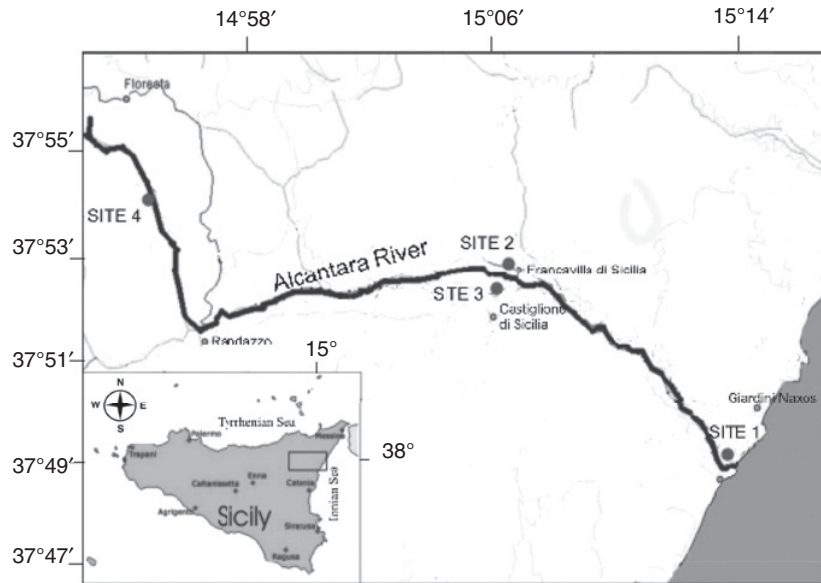 14°58′ 15°06′ 15°14′
Floresta
37°55′
SITE 4
37°53′
SITE 2
Alcantara River
Francavilla di Sicilia
STE 3
Castiglione
di Sicilia
Randazzo
37°51′
15°
Giardini Naxos
N
W E
S
Tyrrhenian Sea
Palermo
Messina
SITE 1
38°
Trapani
37°49′
Enna
Caltanissetta
Catania
Ionian Sea
Agrigento
Sicily
Siracusa
Ragusa
37°47′